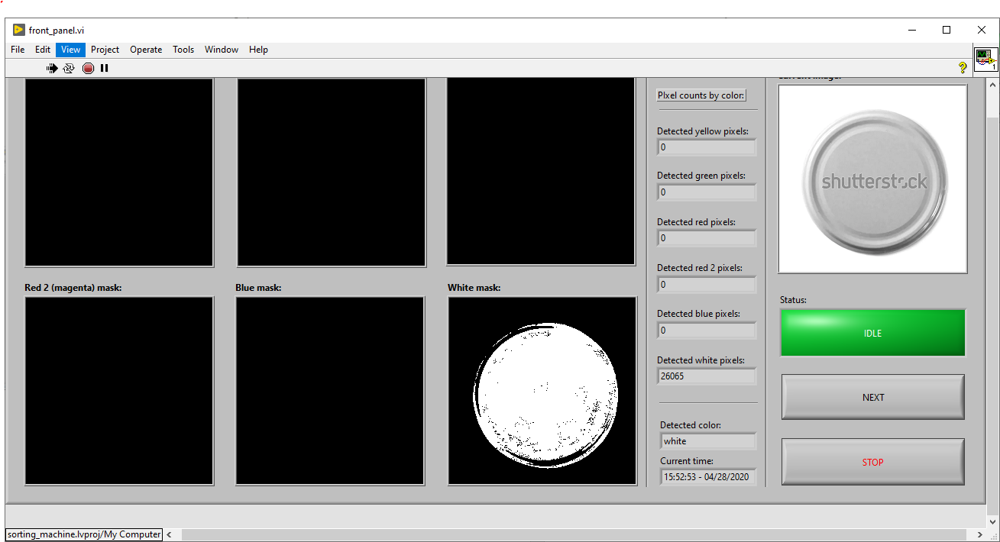 front_panel.vi
File Edit View Project Operate Tools Window Help
1
PIxel counts by color:
Detected yellow pixels:
0
Detected green pixels:
0
Detected red pixels:
0
Detected red 2 pixels:
0
Detected blue pixels:
0
Detected white pixels:
26065
Detected color:
white
Current time:
15:52:53 - 04/28/2020
Red 2 (magenta) mask:
Blue mask:
White mask:
Current image:
shutterstock
Status:
IDLE
NEXT
STOP
sorting_machine.lvproj/My Computer